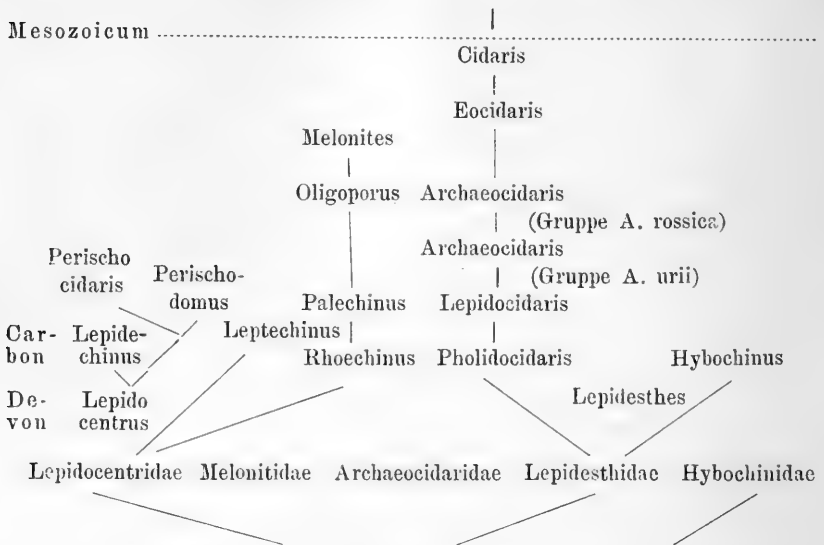 Mesozoicum
Cidaris
Eocidaris
Melonites
Oligoporus Archaeocidaris
(Gruppe A. rossica)
Archaeocidaris
Perischo
cidaris
Perischo-
domus
(Gruppe A. urii)
Palechinus Lepidocidaris
Leptechinus
Car- Lepide-
bon chinus
Rhoechinus Pholidocidaris Hybochinus
De- Lepido
von centrus
Lepidesthes
Lepidocentridae Melonitidae Archaeocidaridae Lepidesthidae Hybochinidae